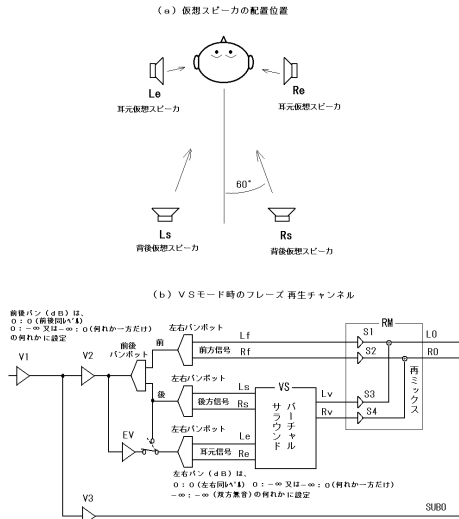 (a) 仮想スピーカの配置位置
Le
耳元仮想スピーカ
Re
耳元仮想スピーカ
60°
Ls
背後仮想スピーカ
Rs
背後仮想スピーカ
(b) VSモード時のフレーズ再生チャンネル
前後パン(dB)は、
0:0(前後同ﾚﾍﾞﾙ)
0:-∞又は-∞:0(何れか一方だけ)
の何れかに設定
V1
V2
前後
パンポット
前
後
左右パンポット
Lf
前方信号
Rf
左右パンポット
Ls
後方信号
Rs
EV
左右パンポット
Le
耳元信号
Re
VS
バーチャル
サラウンド
Lv
Rv
RM
S1
S2
S3
S4
再ミックス
LO
RO
左右パン(dB)は、
0:0(左右同ﾚﾍﾞﾙ) 0:-∞又は-∞:0(何れか一方だけ)
-∞:-∞(双方無音)の何れかに設定
V3
SUBO